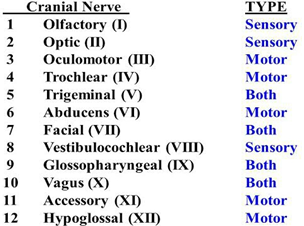 Cranial Nerve TYPE
1 Olfactory (I) Sensory
2 Optic (II) Sensory
3 Oculomotor (III) Motor
4 Trochlear (IV) Motor
5 Trigeminal (V) Both
6 Abducens (VI) Motor
7 Facial (VII) Both
8 Vestibulocochlear (VIII) Sensory
9 Glossopharyngeal (IX) Both
10 Vagus (X) Both
11 Accessory (XI) Motor
12 Hypoglossal (XII) Motor